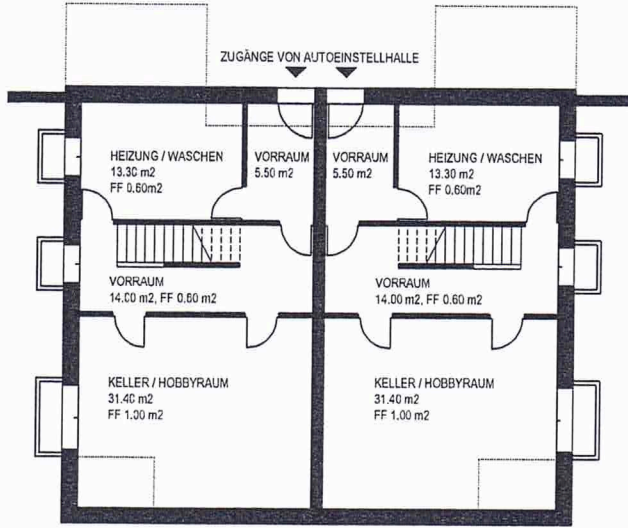 ZUGÄNGE VON AUTOEINSTELLHALLE
HEIZUNG / WASCHEN
13.30 m2
FF 0.60m2
VORRAUM
5.50 m2
VORRAUM
5.50 m2
HEIZUNG / WASCHEN
13.30 m2
FF 0.60m2
VORRAUM
14.00 m2, FF 0.60 m2
VORRAUM
14.00 m2, FF 0.60 m2
KELLER / HOBBYRAUM
31.40 m2
FF 1.00 m2
KELLER / HOBBYRAUM
31.40 m2
FF 1.00 m2